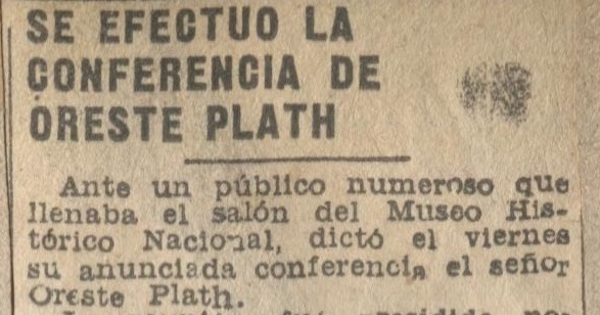 SE EFECTUO LA
CONFERENCIA DE
ORESTE PLATH
Ante un público numeroso que
llenaba el salón del Museo His-
tórico Nacional, dictó el viernes
su anunciada conferencia el señor
Oreste Plath.